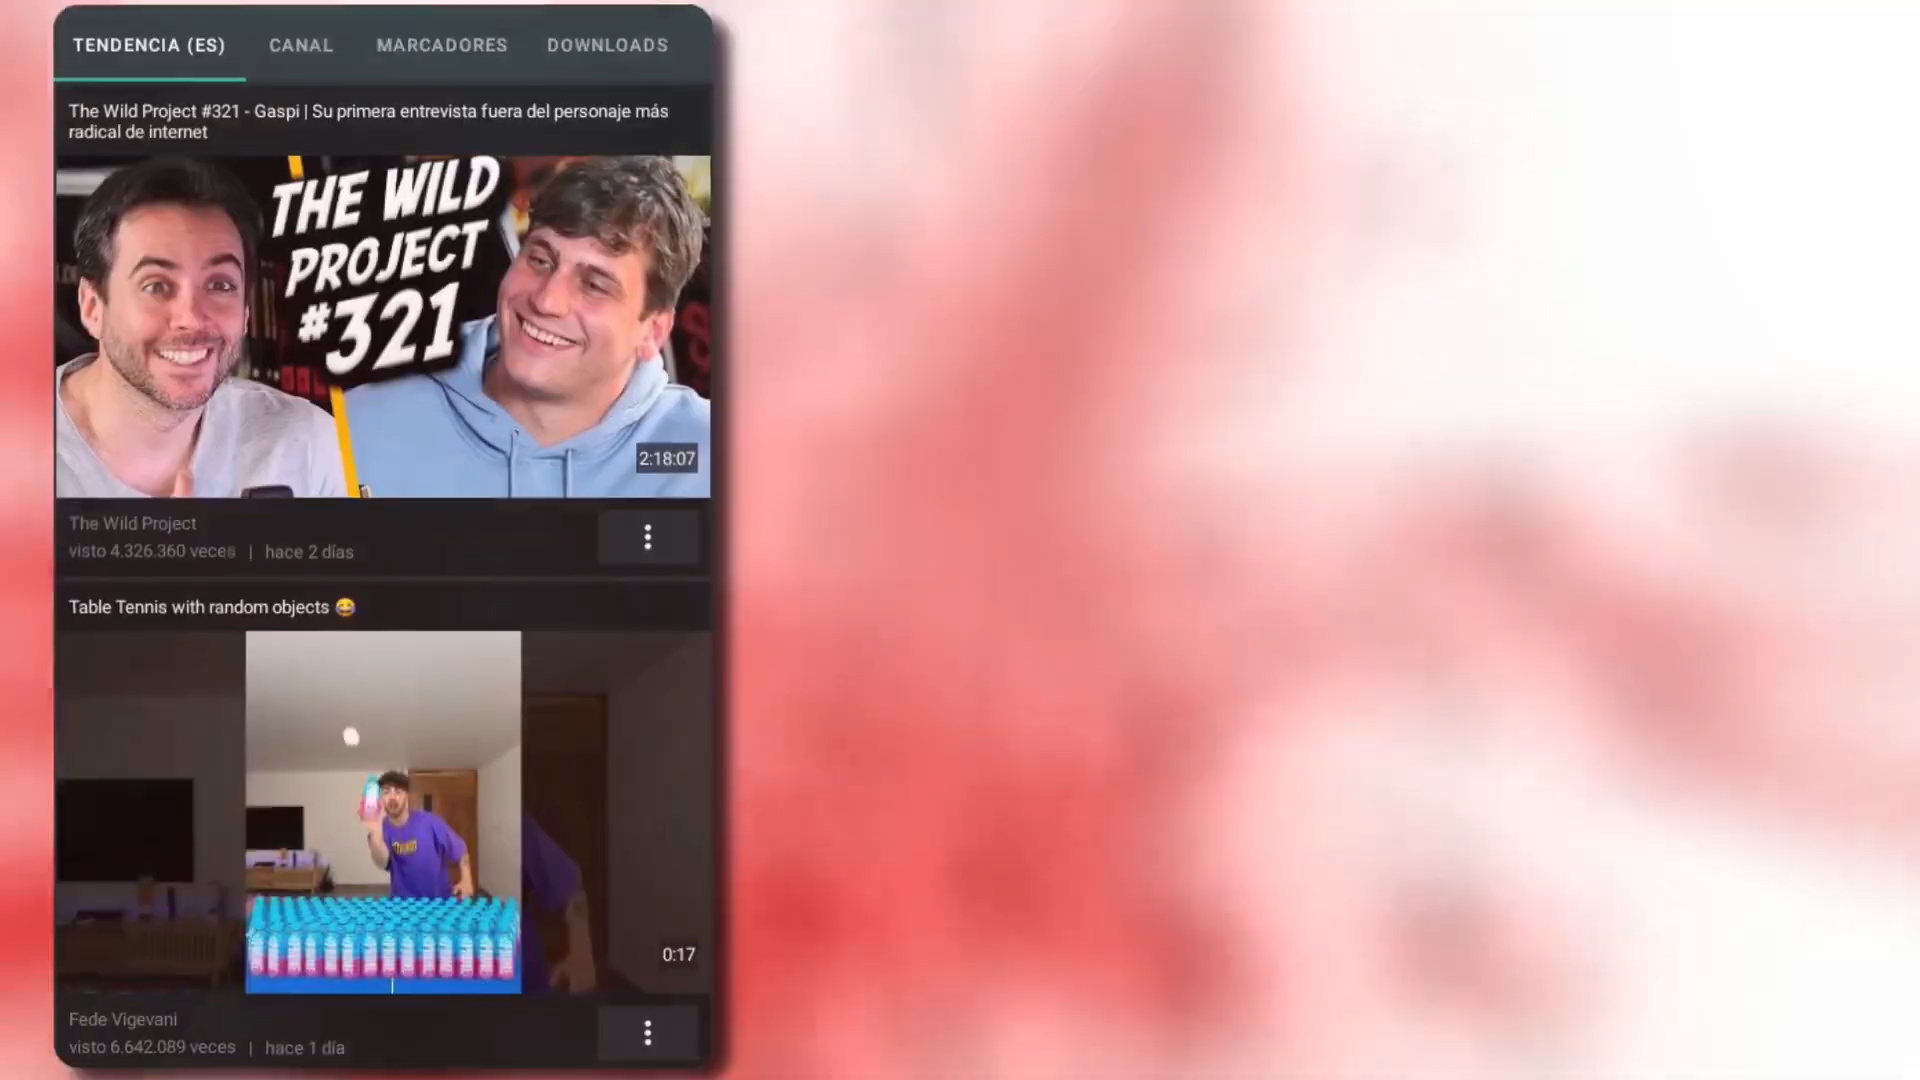 TENDENCIA (ES) CANAL MARCADORES DOWNLOADS
The Wild Project #321 - Gaspi | Su primera entrevista fuera del personaje más
radical de internet
THE WILD
PROJECT
#321
2:18:07
The Wild Project
visto 4.326.360 veces | hace 2 días
Table Tennis with random objects 😂
0:17
Fede Vigevani
visto 6.642.089 veces | hace 1 día